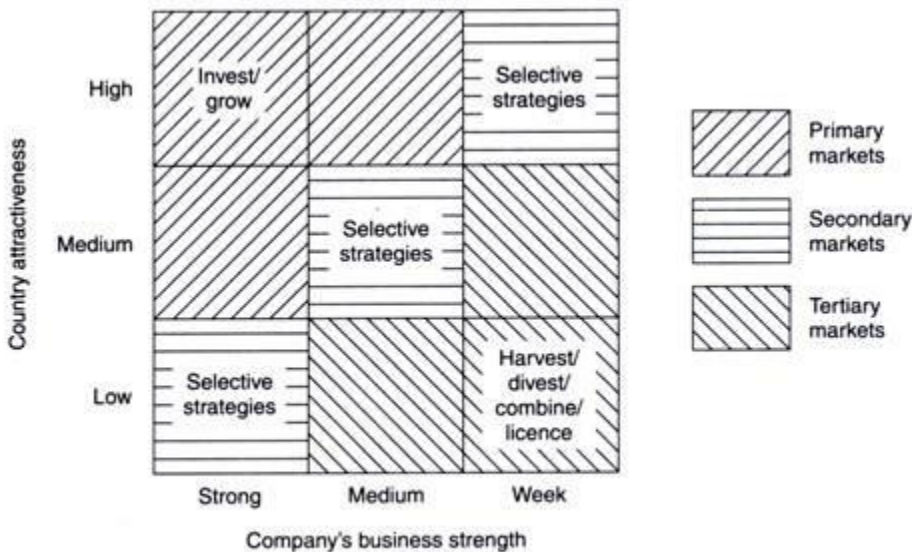 High
Invest/
grow
Selective
strategies
Medium
Selective
strategies
Low
Selective
strategies
Harvest/
divest/
combine/
licence
Strong
Medium
Week
Company's business strength
Country attractiveness
Primary
markets
Secondary
markets
Tertiary
markets